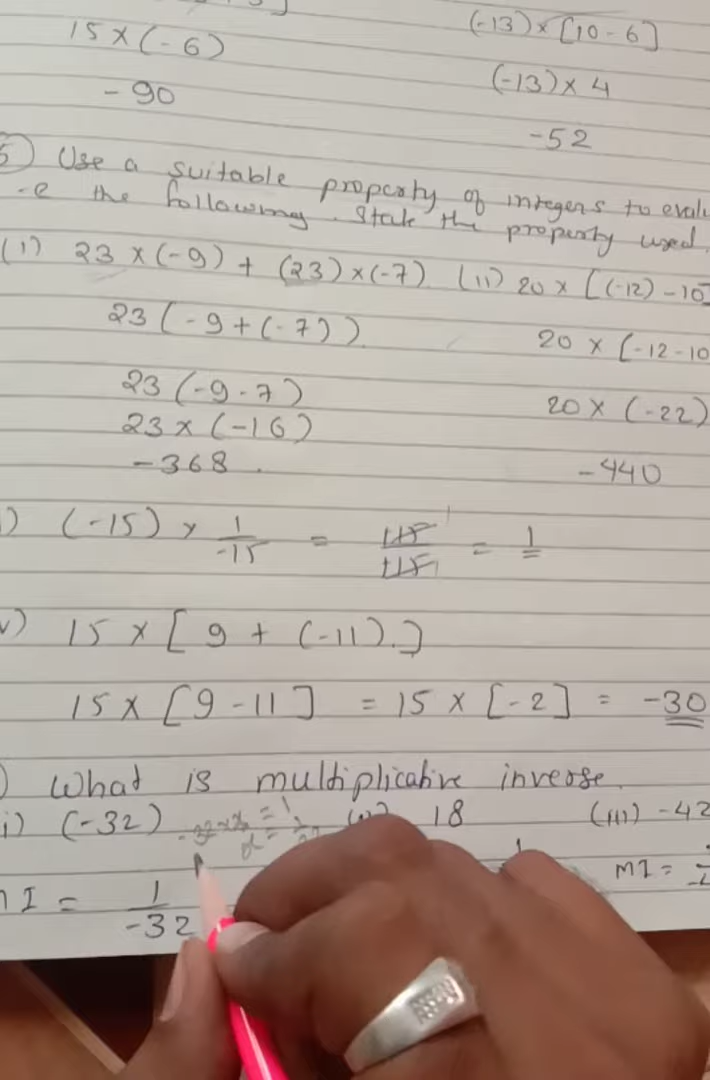 15 × (-6)
(-13) × [10 - 6]
- 90
(-13) × 4
-52
5) Use a suitable property of integers to evalu
-e the following. State the property used.
(i) 23 × (-9) + (23) × (-7) (ii) 20 × [(-12) - 10]
23 (-9 + (-7))
20 × [-12 - 10
23 (-9 - 7)
20 × (-22)
23 × (-16)
-368.
-440
) (-15) × 1/-15 = = 1
v) 15 × [9 + (-11).]
15 × [9 - 11] = 15 × [-2] = -30
) What is multiplicative inverse.
i) (-32) 18 (iii) -42
MI = 1/-32 MI =